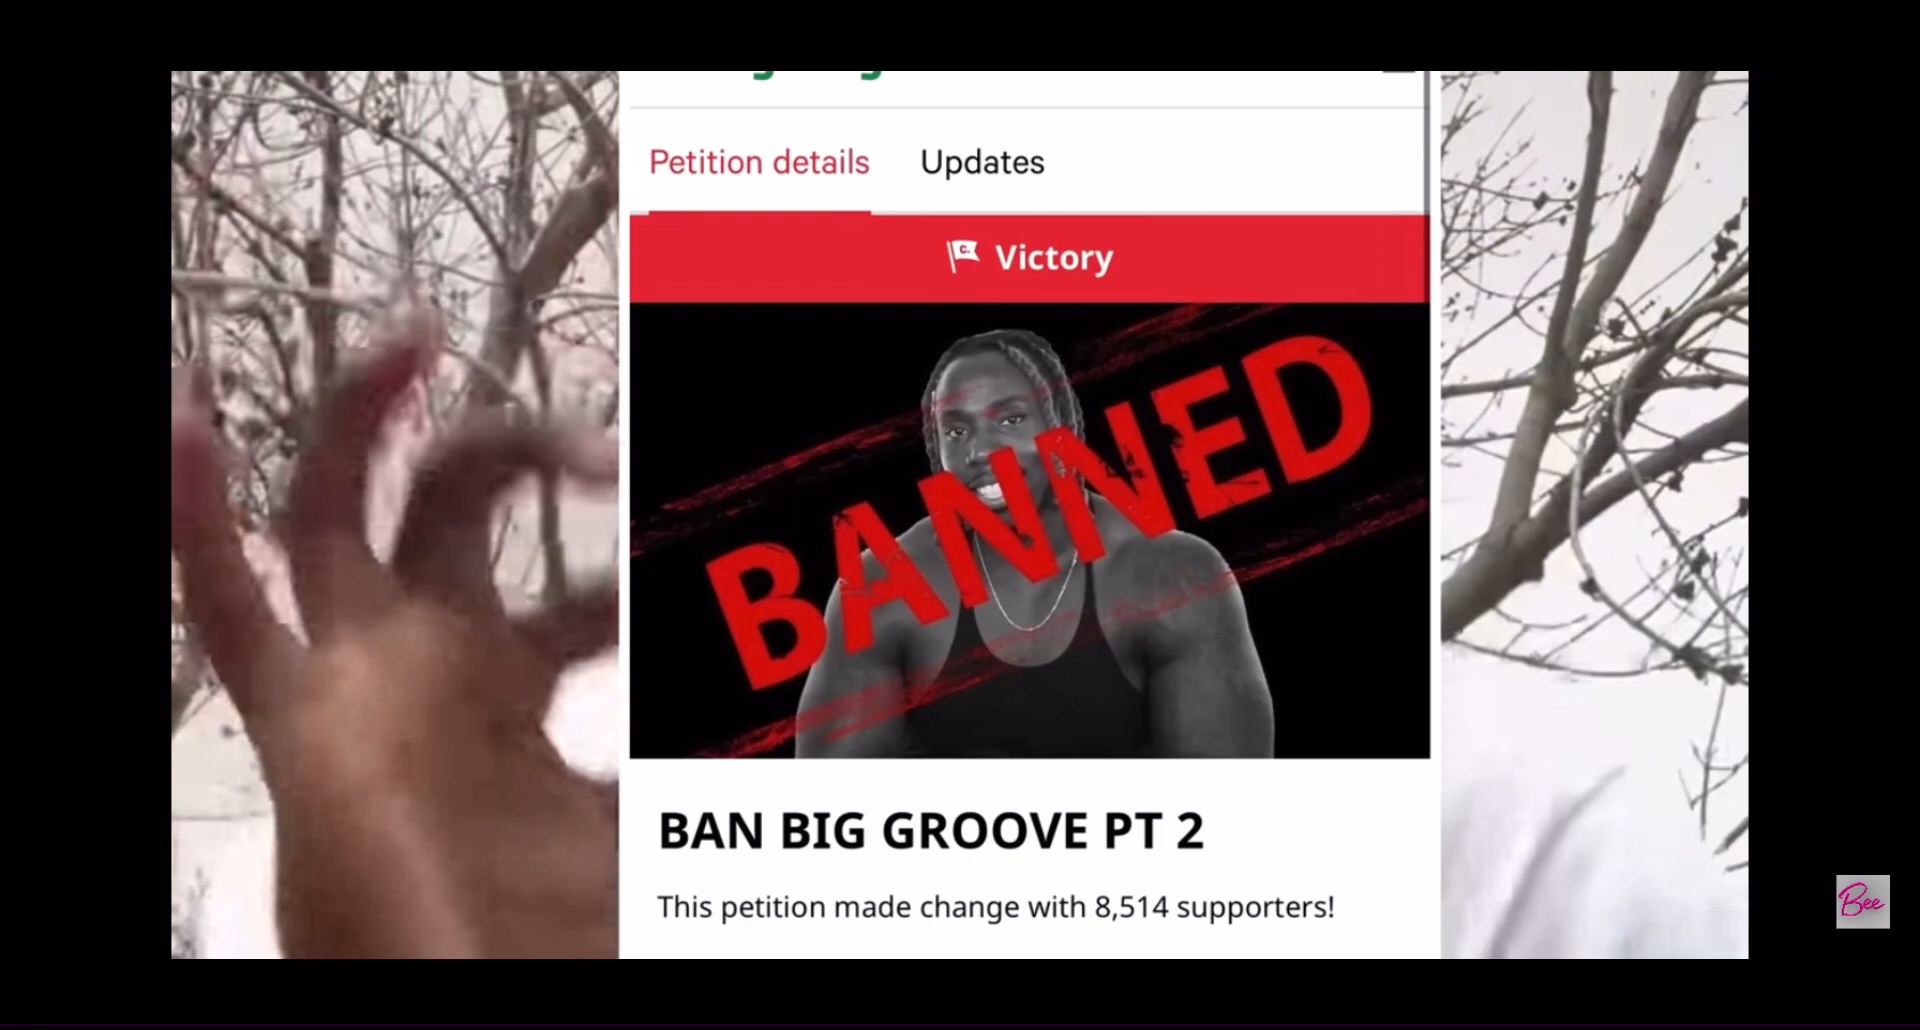 Petition details
Updates
Victory
BANNED
BAN BIG GROOVE PT 2
This petition made change with 8,514 supporters!
Bee